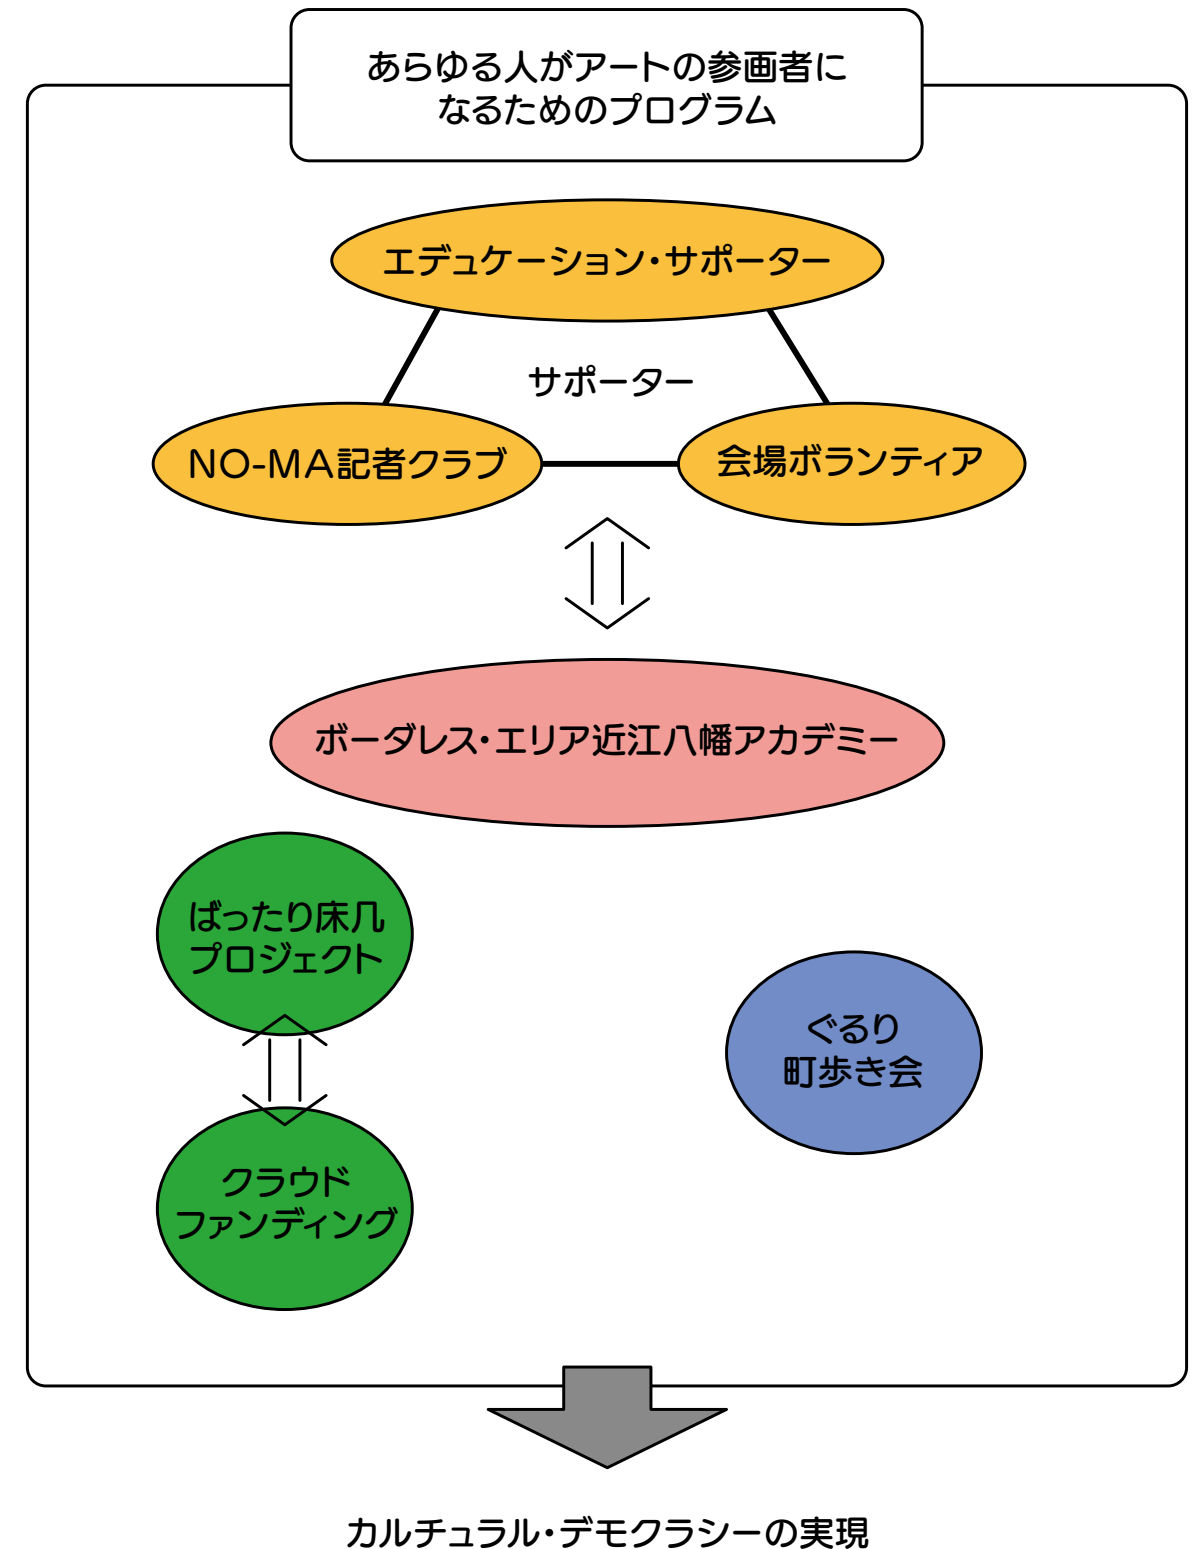 あらゆる人がアートの参画者に
なるためのプログラム
エデュケーション・サポーター
サポーター
NO-MA記者クラブ
会場ボランティア
ボーダレス・エリア近江八幡アカデミー
ばったり床几
プロジェクト
ぐるり
町歩き会
クラウド
ファンディング
カルチュラル・デモクラシーの実現